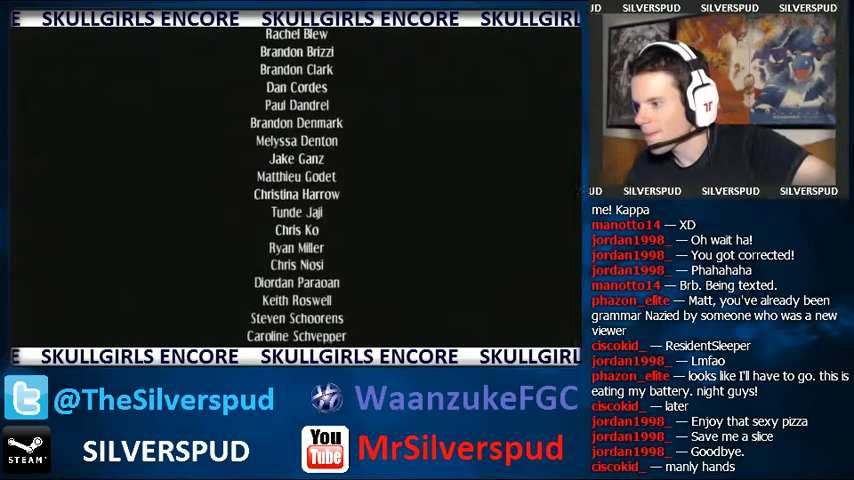 E SKULLGIRLS ENCORE SKULLGIRLS ENCORE SKULLGIRLS
Rachel Blew
Brandon Brizzi
Brandon Clark
Dan Cordes
Paul Dandrel
Brandon Denmark
Melyssa Denton
Jake Ganz
Matthieu Godet
Christina Harrow
Tunde Jaji
Chris Ko
Ryan Miller
Chris Niosi
Diordan Paraoan
Keith Roswell
Steven Schoorens
Caroline Schvepper
E SKULLGIRLS ENCORE SKULLGIRLS ENCORE SKULLGIRLS
UD SILVERSPUD SILVERSPUD SILVERSPUD
UD SILVERSPUD SILVERSPUD SILVERSPUD
me! Kappa
manotto14 — XD
jordan1998_ — Oh wait ha!
jordan1998_ — You got corrected!
jordan1998_ — Phahahaha
manotto14 — Brb. Being texted.
phazon_elite — Matt, you've already been
grammar Nazied by someone who was a new
viewer
ciscokid_ — ResidentSleeper
jordan1998_ — Lmfao
phazon_elite — looks like I'll have to go. this is
eating my battery. night guys!
ciscokid_ — later
jordan1998_ — Enjoy that sexy pizza
jordan1998_ — Save me a slice
jordan1998_ — Goodbye.
ciscokid_ — manly hands
@TheSilverspud WaanzukeFGC
STEAM SILVERSPUD You Tube MrSilverspud